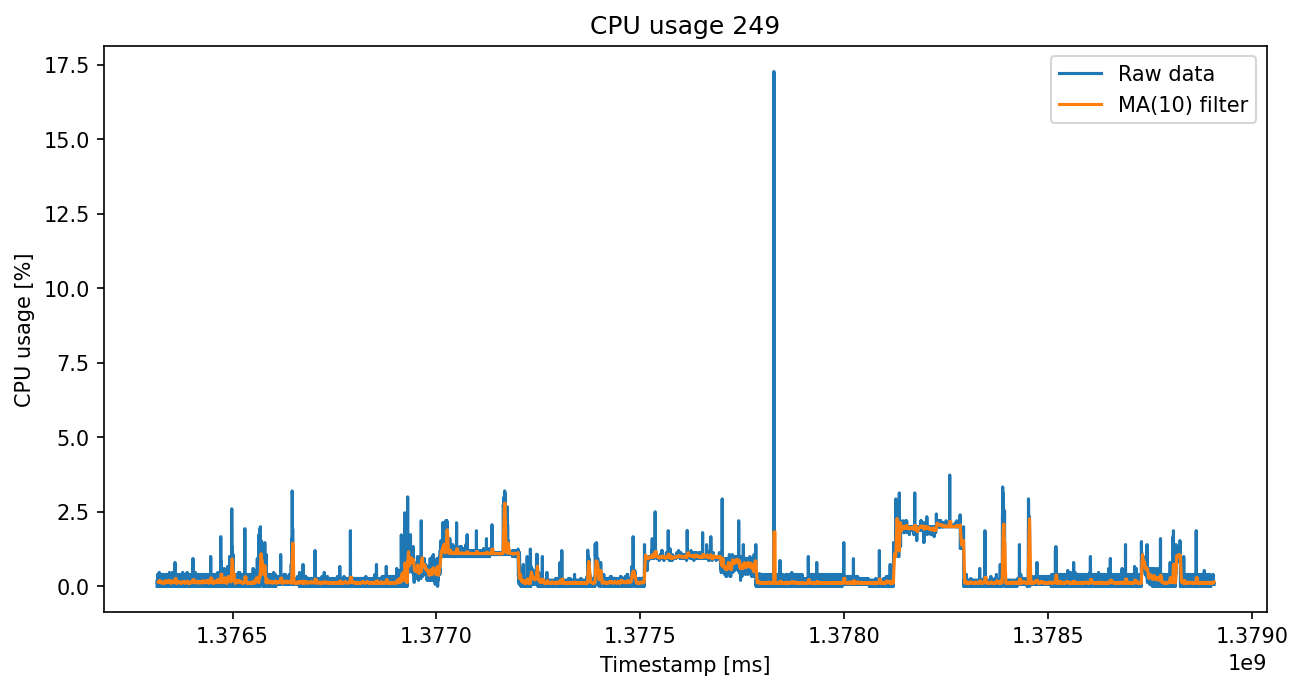 CPU usage 249
17.5
15.0
12.5
10.0
7.5
5.0
2.5
0.0
CPU usage [%]
Raw data
MA(10) filter
1.3765 1.3770 1.3775 1.3780 1.3785 1.3790
1e9
Timestamp [ms]